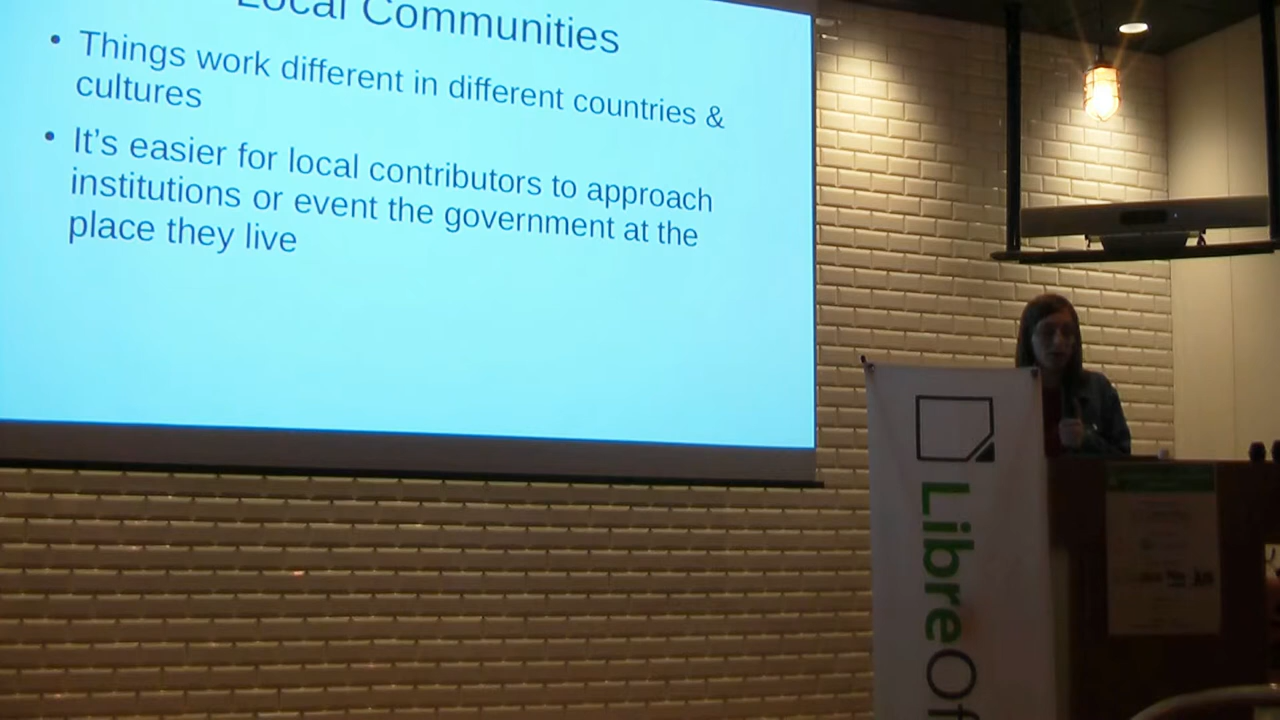 Local Communities
• Things work different in different countries &
cultures
• It's easier for local contributors to approach
institutions or event the government at the
place they live
LibreOf